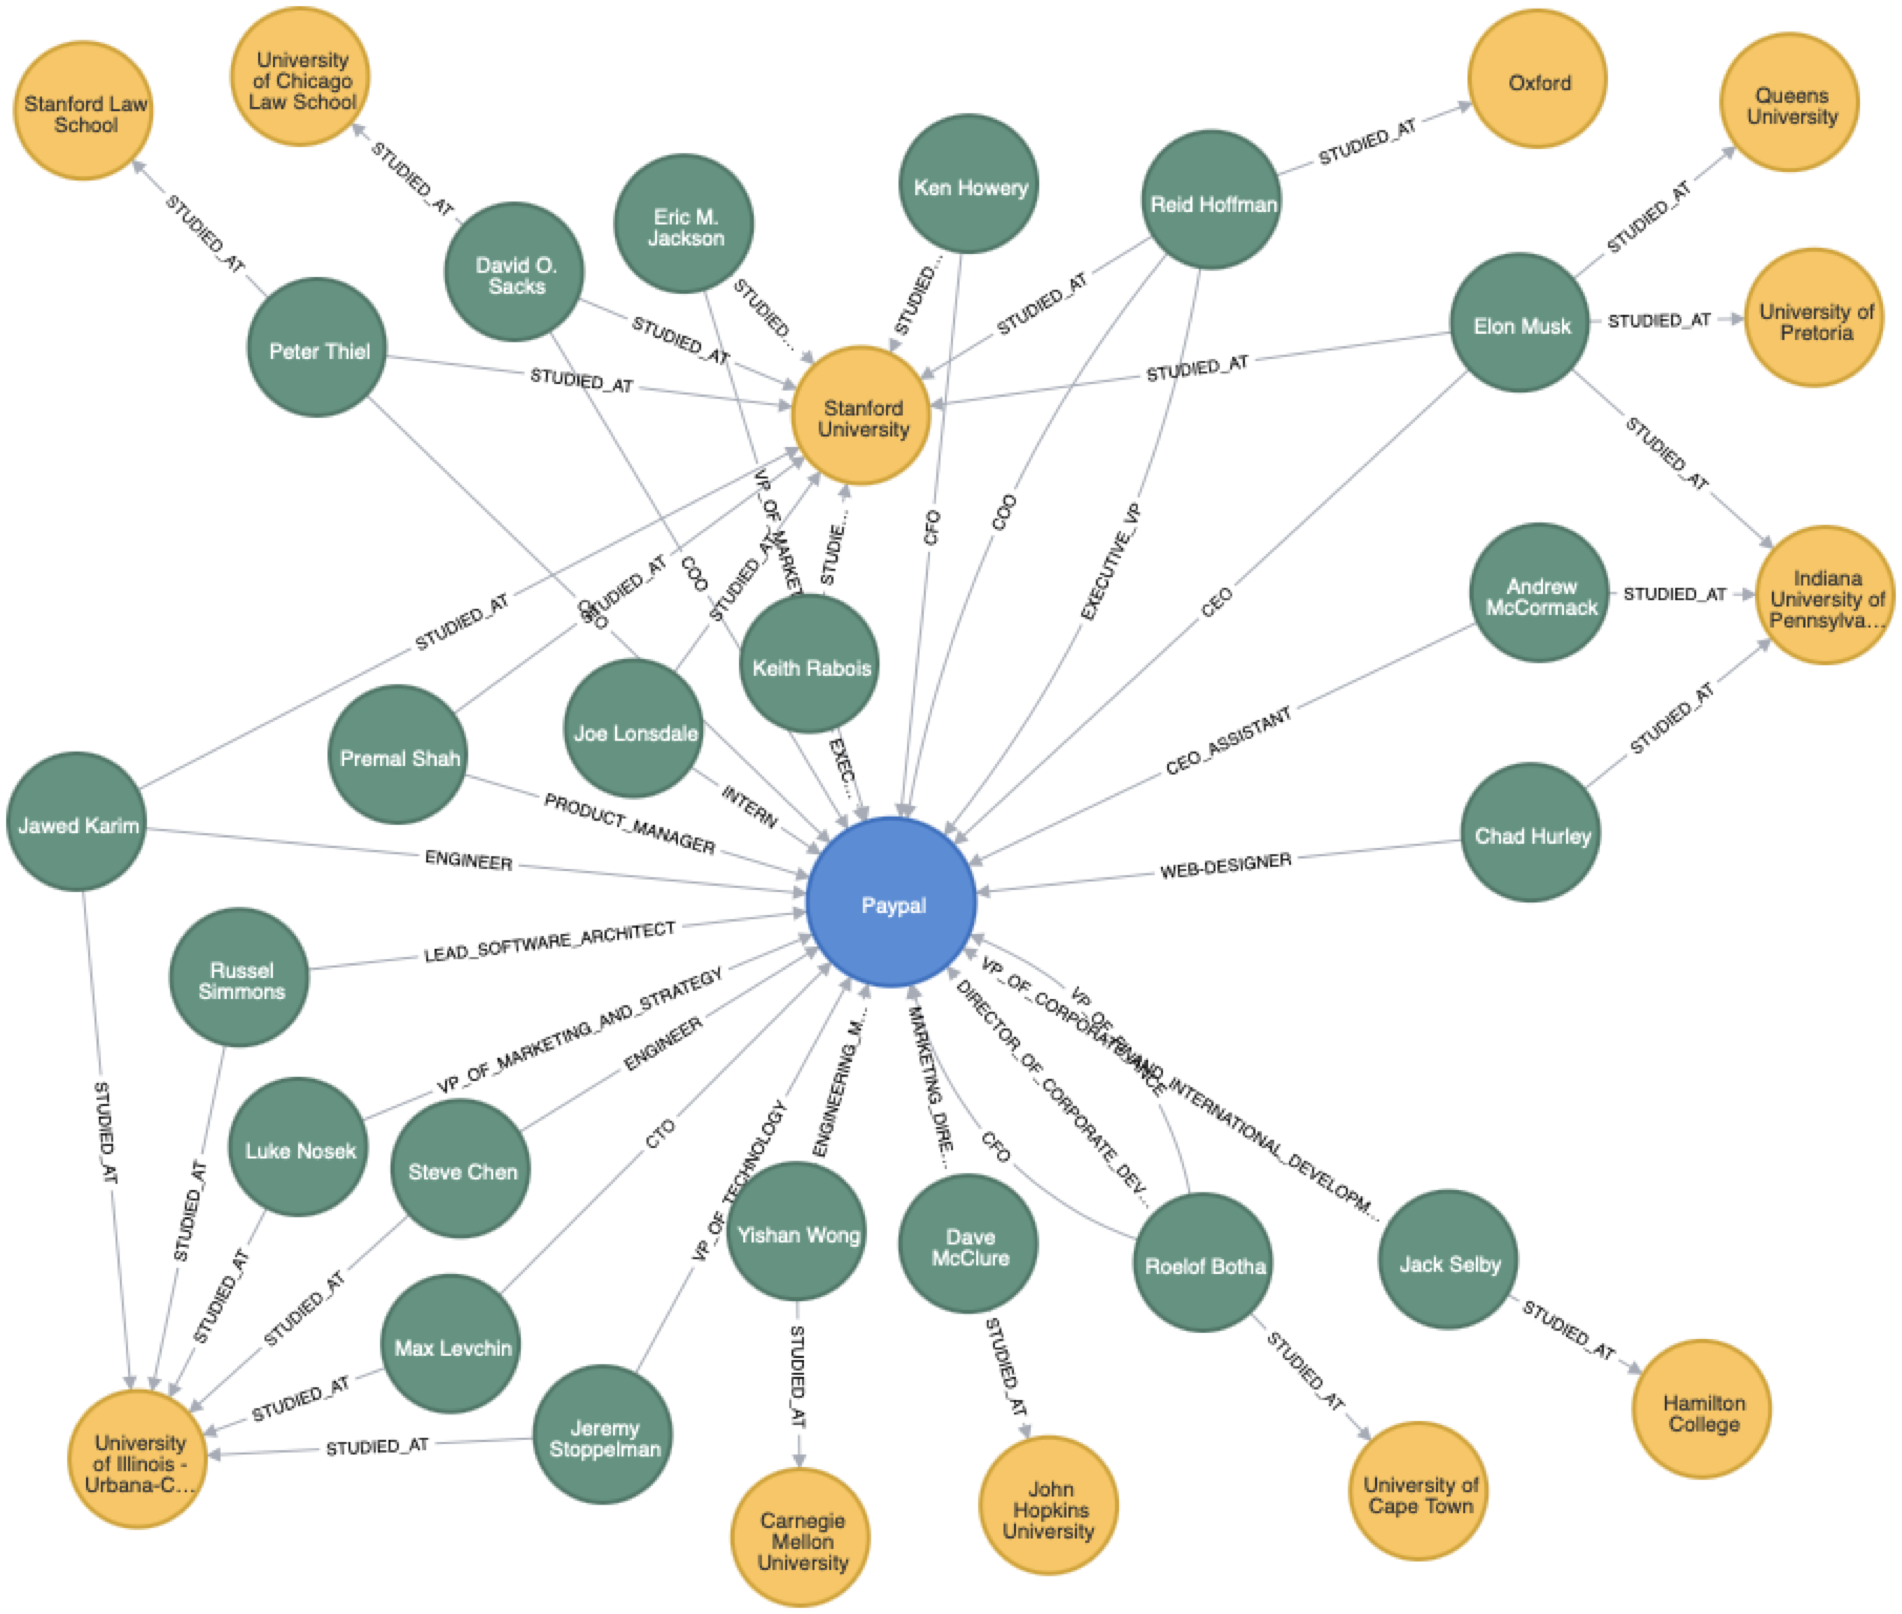 Stanford Law
School
University
of Chicago
Law School
Oxford
Queens
University
STUDIED_AT
STUDIED_AT
STUDIED_AT
STUDIED_AT
Eric M.
Jackson
Ken Howery
Reid Hoffman
David O.
Sacks
Peter Thiel
STUDIED...
STUDIED...
STUDIED_AT
STUDIED_AT
STUDIED_AT
STUDIED_AT
Elon Musk
STUDIED_AT
University of
Pretoria
Stanford
University
STUDIED_AT
VP_OF_MARKET
COO
CFO
COO
EXECUTIVE_VP
CEO
STUDIE...
STUDIED_AT
STUDIED_AT
STUDIED_AT
Andrew
McCormack
STUDIED_AT
Indiana
University of
Pennsylva...
Keith Rabois
Joe Lonsdale
Premal Shah
Jawed Karim
EXEC...
INTERN
PRODUCT_MANAGER
ENGINEER
CEO_ASSISTANT
STUDIED_AT
Chad Hurley
WEB-DESIGNER
Paypal
Russel
Simmons
LEAD_SOFTWARE_ARCHITECT
VP_OF_MARKETING_AND_STRATEGY
ENGINEER
CTO
VP_OF_TECHNOLOGY
ENGINEERING_M...
MARKETING_DIRE...
CFO
DIRECTOR_OF_CORPORATE_DEV...
VP_OF_FINANCE
VP_OF_CORPORATE_AND_INTERNATIONAL_DEVELOPM...
STUDIED_AT
STUDIED_AT
Luke Nosek
Steve Chen
Yishan Wong
Dave
McClure
Roelof Botha
Jack Selby
STUDIED_AT
STUDIED_AT
Max Levchin
STUDIED_AT
STUDIED_AT
STUDIED_AT
STUDIED_AT
STUDIED_AT
Jeremy
Stoppelman
STUDIED_AT
STUDIED_AT
University
of Illinois -
Urbana-C...
Carnegie
Mellon
University
John
Hopkins
University
University of
Cape Town
Hamilton
College